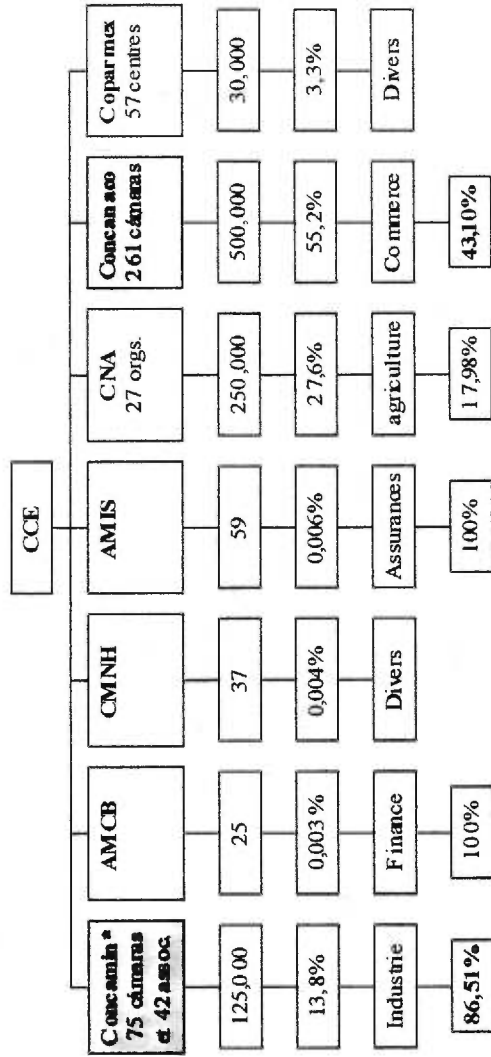 CCE
Concamin a
75 cámaras
et 42 assoc.
125,000
13,8%
Industrie
86,51%
AMCB
25
0,003%
Finance
100%
CMNH
37
0,004%
Divers
AMIS
59
0,006%
Assurances
100%
CNA
27 orgs.
250,000
27,6%
agriculture
17,98%
Concanaco
261 cámaras
500,000
55,2%
Commerce
43,10%
Coparmex
57 centres
30,000
3,3%
Divers